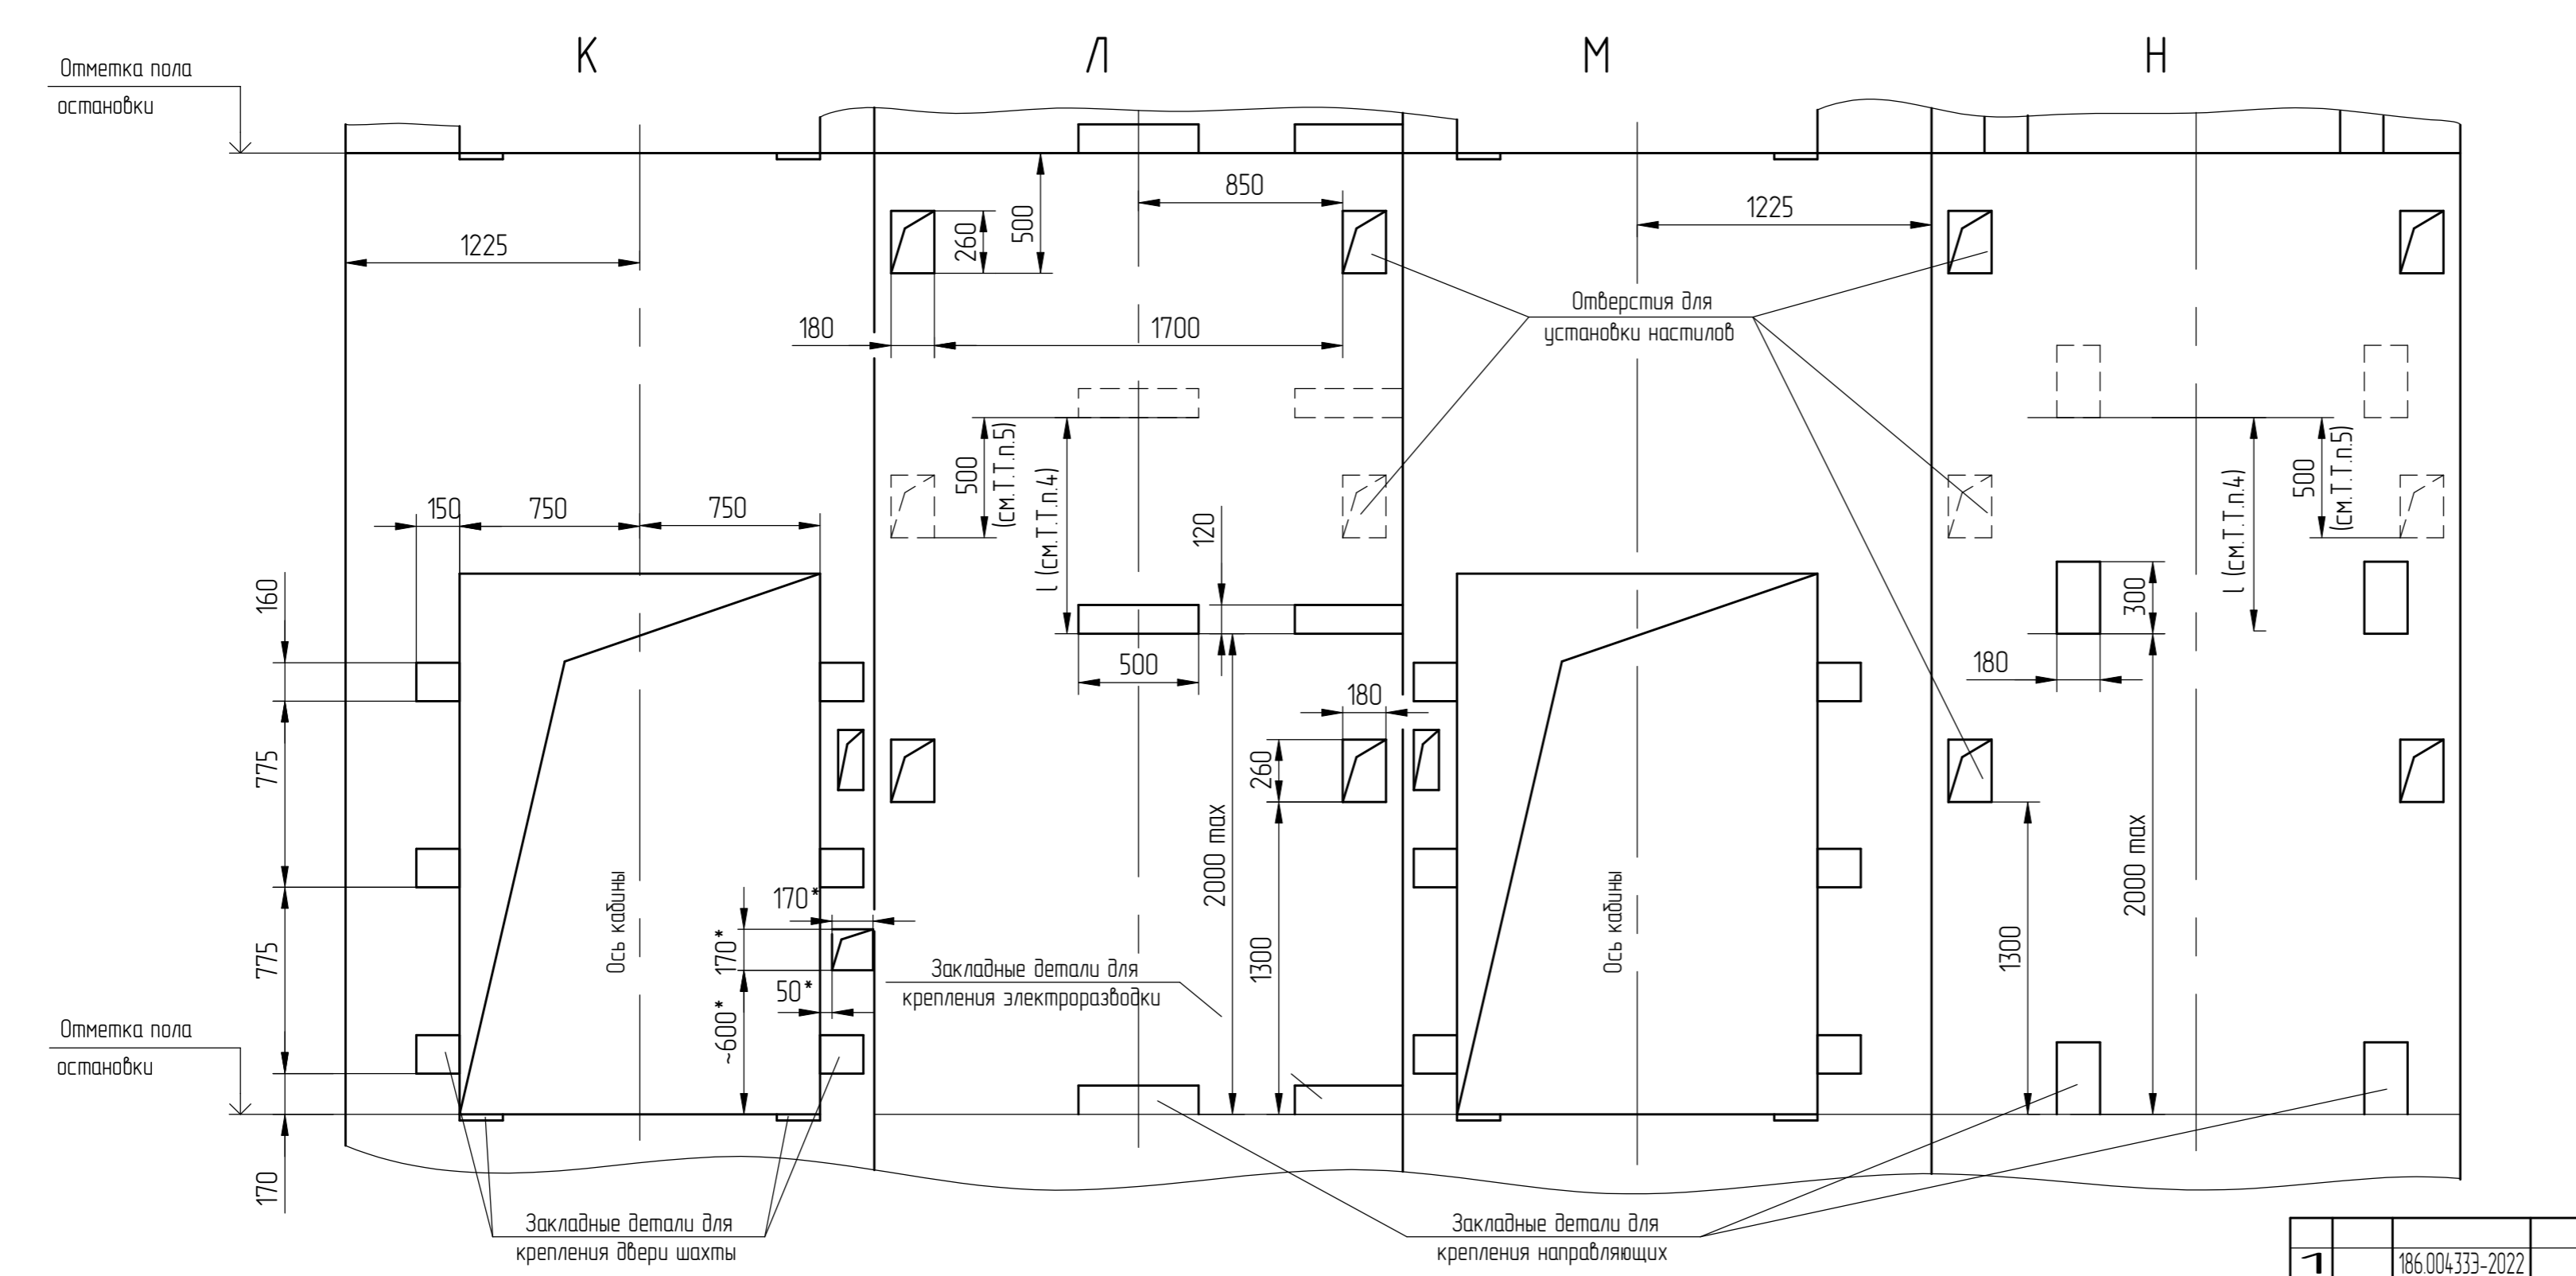 К
Л
М
Н
Отметка пола
остановки
1225
260
500
850
1225
180
1700
Отверстия для
установки настилов
150
750
750
500
(см.Т.Т.п.5)
l (см.Т.Т.п.4)
120
l (см.Т.Т.п.4)
500
(см.Т.Т.п.5)
160
500
300
180
180
775
260
2000 max
1300
2000 max
1300
775
Ось кабины
170*
170*
50*
~600*
Закладные детали для
крепления электроразводки
Ось кабины
Отметка пола
остановки
170
Закладные детали для
крепления двери шахты
Закладные детали для
крепления направляющих
1
186.004333-2022